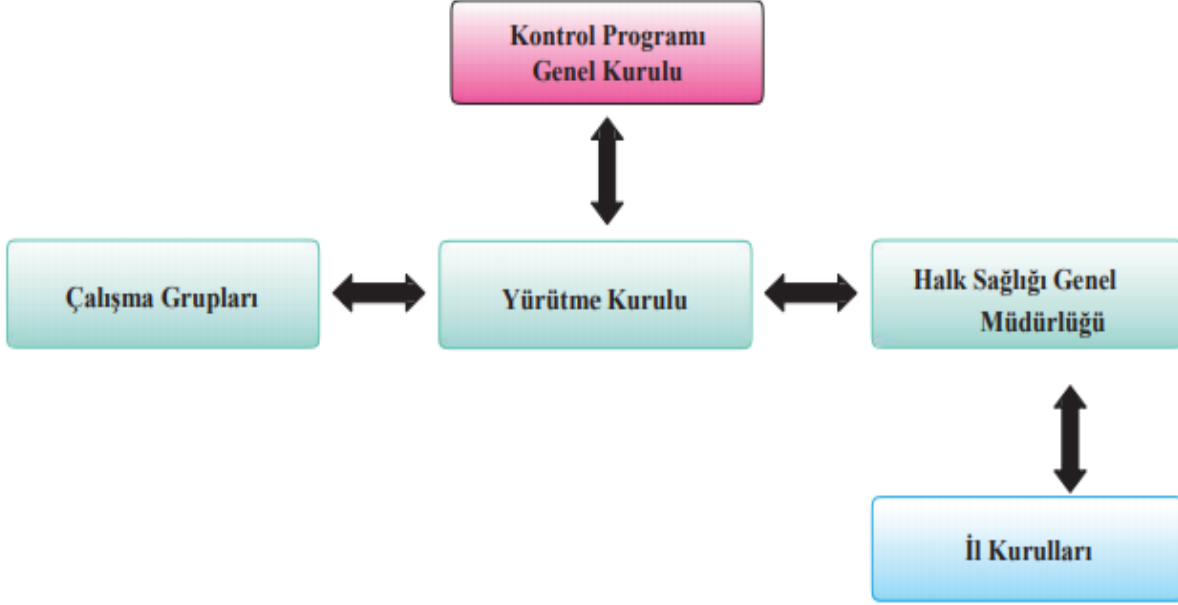 Kontrol Programı
Genel Kurulu
Çalışma Grupları
Yürütme Kurulu
Halk Sağlığı Genel
Müdürlüğü
İl Kurulları